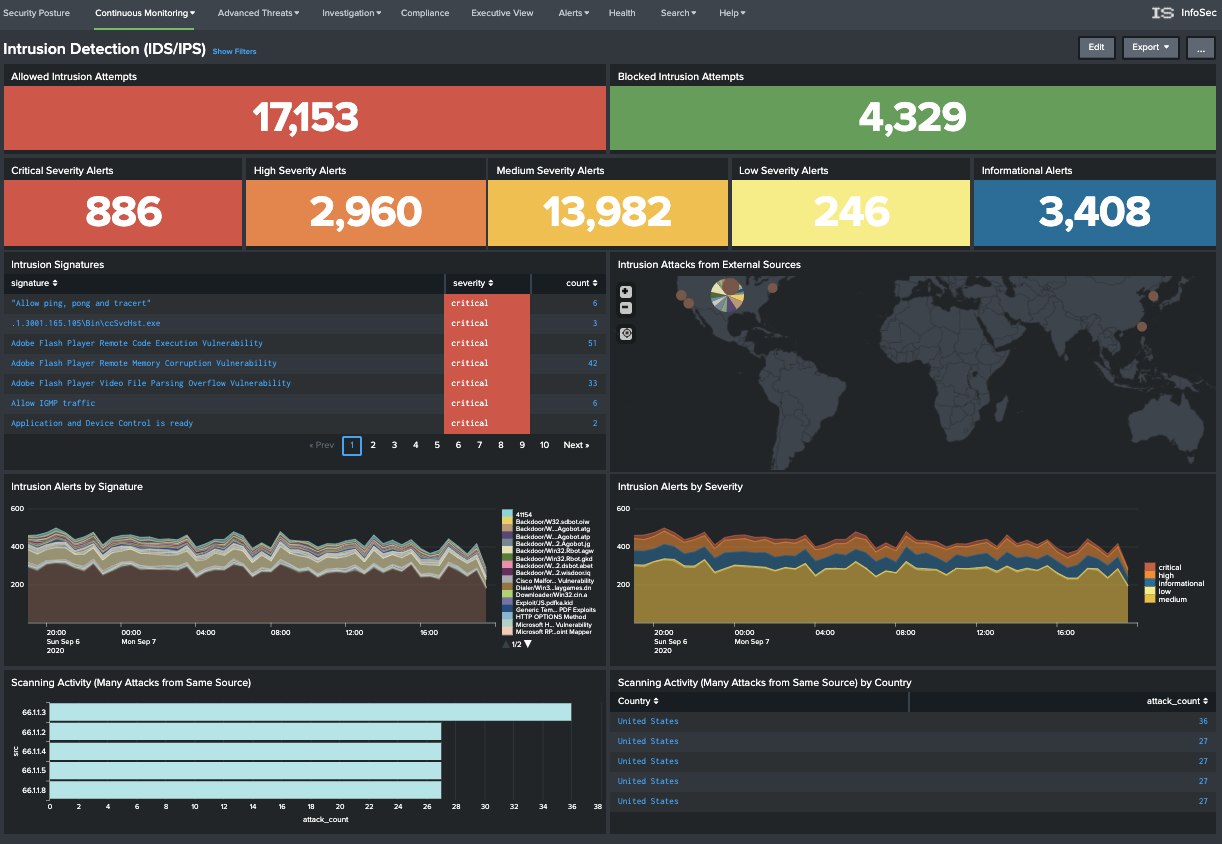 Security Posture Continuous Monitoring Advanced Threats Investigation Compliance Executive View Alerts Health Search Help IS InfoSec
Intrusion Detection (IDS/IPS) Show Filters Edit Export ...
Allowed Intrusion Attempts
17,153
Blocked Intrusion Attempts
4,329
Critical Severity Alerts
886
High Severity Alerts
2,960
Medium Severity Alerts
13,982
Low Severity Alerts
246
Informational Alerts
3,408
Intrusion Signatures
signature severity count
"Allow ping, pong and tracert" critical 6
.1.3001.165.105\Bin\ccSvcHst.exe critical 3
Adobe Flash Player Remote Code Execution Vulnerability critical 51
Adobe Flash Player Remote Memory Corruption Vulnerability critical 42
Adobe Flash Player Video File Parsing Overflow Vulnerability critical 33
Allow IGMP traffic critical 6
Application and Device Control is ready critical 2
« Prev 1 2 3 4 5 6 7 8 9 10 Next »
Intrusion Attacks from External Sources
Intrusion Alerts by Signature
600
400
200
20:00 00:00 04:00 08:00 12:00 16:00
Sun Sep 6 Mon Sep 7
2020
41154
Backdoor/W32.sdbot.oiw
Backdoor/W...Agobot.atg
Backdoor/W...Agobot.atp
Backdoor/W...2.Agobot.jg
Backdoor/Win32.Rbot.agw
Backdoor/Win32.Rbot.gkd
Backdoor/W...2.dsbot.abet
Backdoor/W...2.wisdoor.iq
Cisco Malfor... Vulnerability
Dialer/Win3...laygames.dn
Downloader/Win32.cin.a
Exploit/JS.pdfka.kid
Generic Tem... PDF Exploits
HTTP OPTIONS Method
Microsoft H... Vulnerability
Microsoft RP...oint Mapper
1/2
Intrusion Alerts by Severity
600
400
200
20:00 00:00 04:00 08:00 12:00 16:00
Sun Sep 6 Mon Sep 7
2020
critical
high
informational
low
medium
Scanning Activity (Many Attacks from Same Source)
src
66.1.1.3
66.1.1.2
66.1.1.4
66.1.1.5
66.1.1.8
0 2 4 6 8 10 12 14 16 18 20 22 24 26 28 30 32 34 36 38
attack_count
Scanning Activity (Many Attacks from Same Source) by Country
Country attack_count
United States 36
United States 27
United States 27
United States 27
United States 27